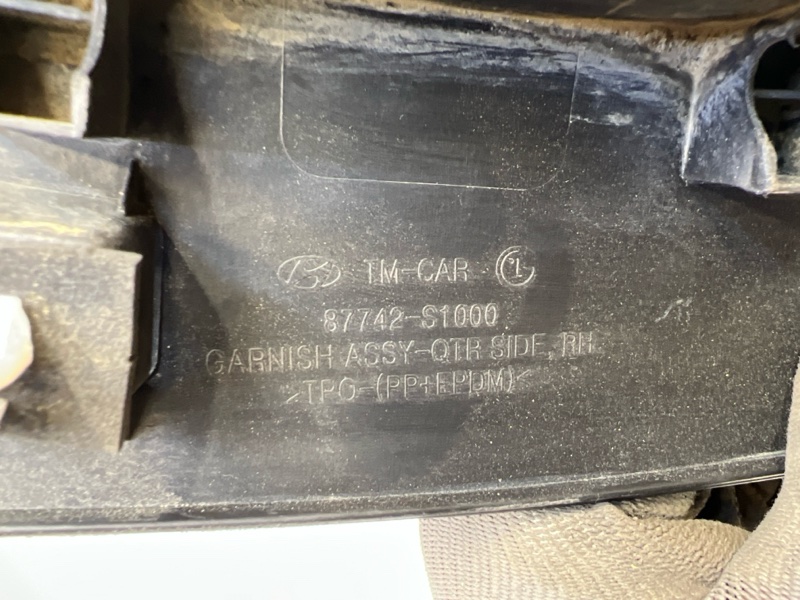 TM-CAR
87742-S1000
GARNISH ASSY-QTR SIDE, RH
>TPO-(PP+EPDM)<